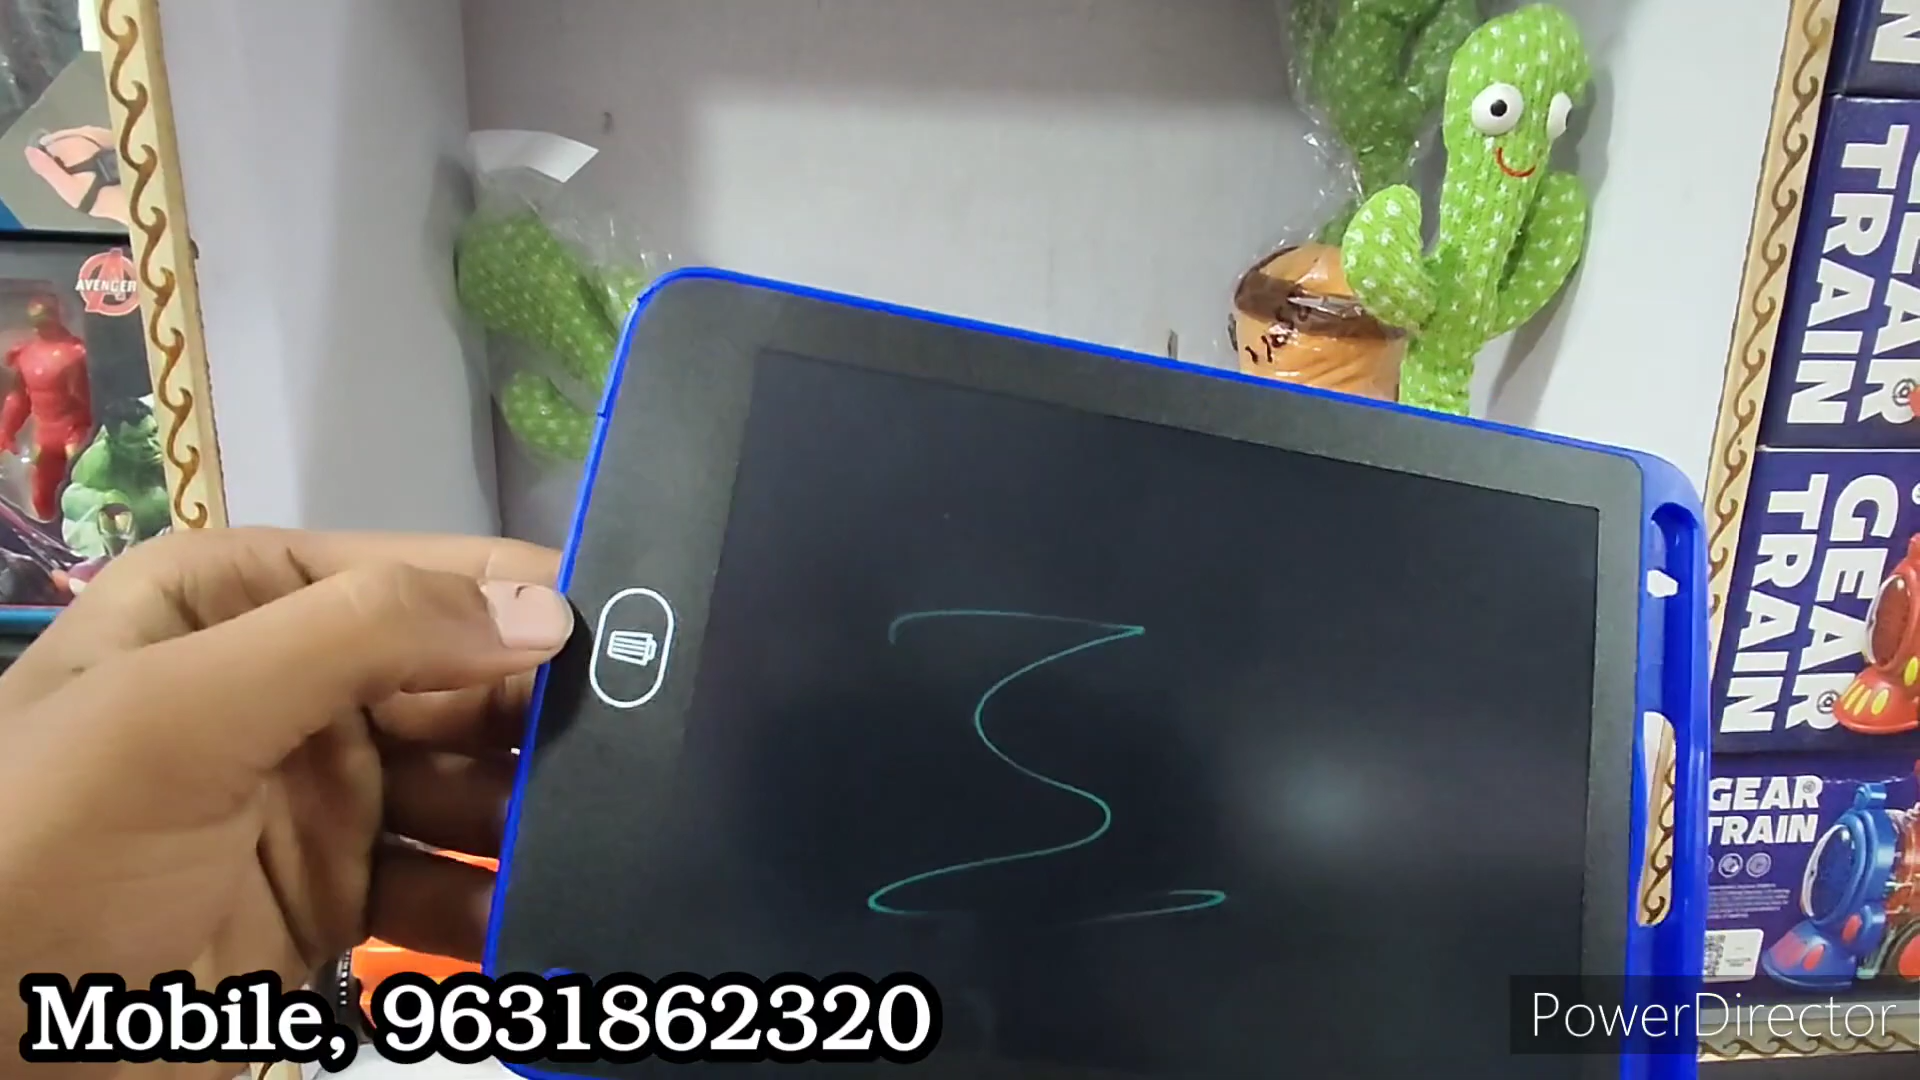 AVENGER
GEAR
TRAIN
GEAR
TRAIN
GEAR
TRAIN
Mobile, 9631862320
PowerDirector